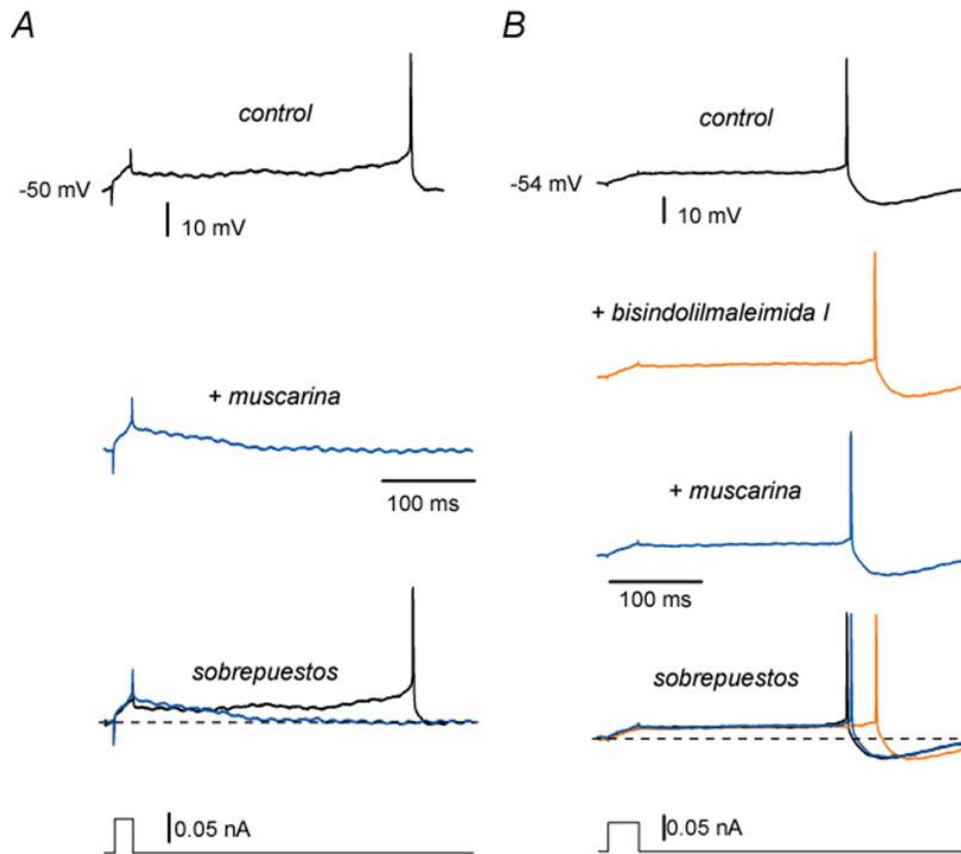 A
control
-50 mV
10 mV
+ muscarina
100 ms
sobrepuestos
0.05 nA
B
control
-54 mV
10 mV
+ bisindolilmaleimida I
+ muscarina
100 ms
sobrepuestos
0.05 nA